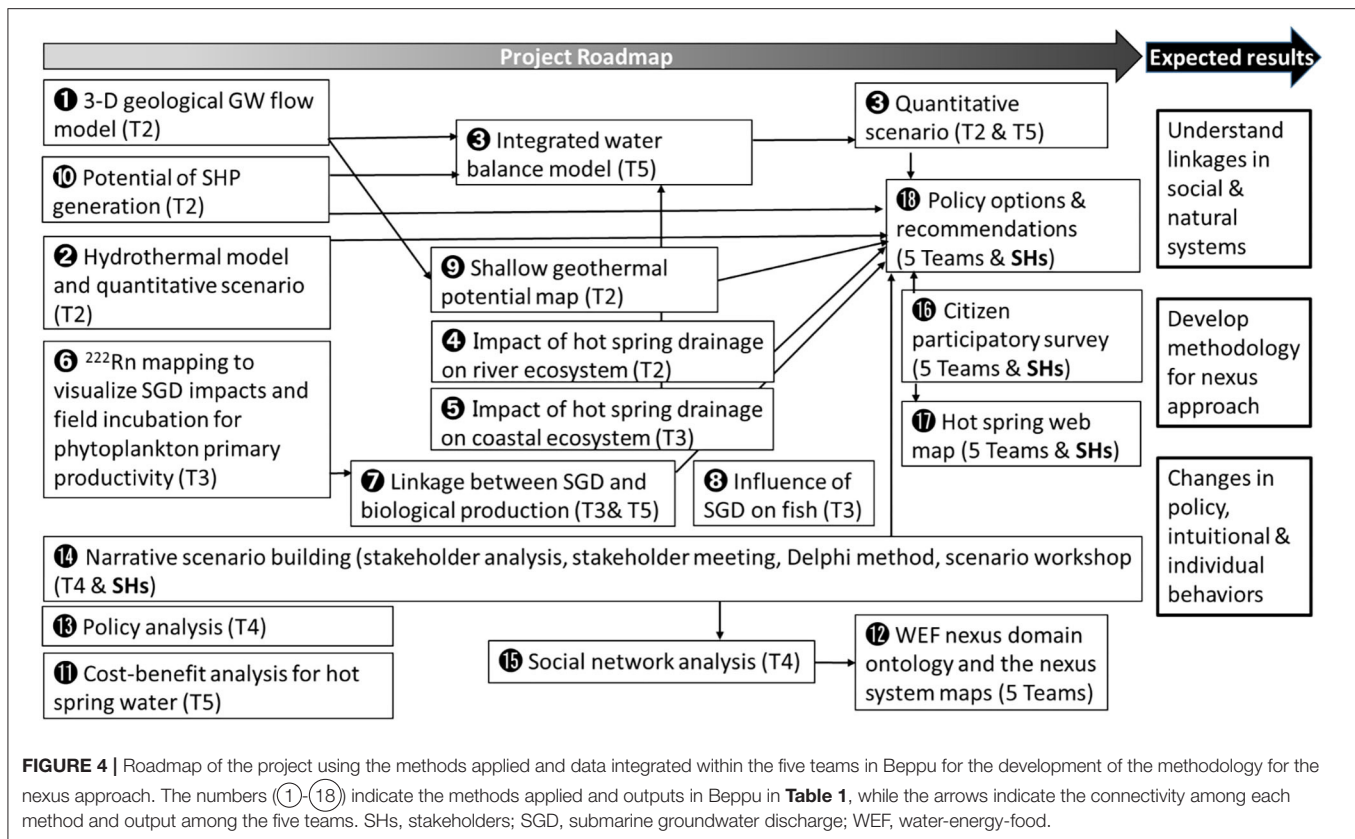 Project Roadmap
Expected results
❶ 3-D geological GW flow
model (T2)
❿ Potential of SHP
generation (T2)
❷ Hydrothermal model
and quantitative scenario
(T2)
❻ ²²²Rn mapping to
visualize SGD impacts and
field incubation for
phytoplankton primary
productivity (T3)
❸ Integrated water
balance model (T5)
❾ Shallow geothermal
potential map (T2)
❹ Impact of hot spring drainage
on river ecosystem (T2)
❺ Impact of hot spring drainage
on coastal ecosystem (T3)
❼ Linkage between SGD and
biological production (T3& T5)
❽ Influence of
SGD on fish (T3)
❸ Quantitative
scenario (T2 & T5)
⓲ Policy options &
recommendations
(5 Teams & SHs)
⓰ Citizen
participatory survey
(5 Teams & SHs)
⓱ Hot spring web
map (5 Teams & SHs)
⓮ Narrative scenario building (stakeholder analysis, stakeholder meeting, Delphi method, scenario workshop
(T4 & SHs)
⓭ Policy analysis (T4)
⓫ Cost-benefit analysis for hot
spring water (T5)
⓯ Social network analysis (T4)
⓬ WEF nexus domain
ontology and the nexus
system maps (5 Teams)
Understand
linkages in
social &
natural
systems
Develop
methodology
for nexus
approach
Changes in
policy,
intuitional &
individual
behaviors
FIGURE 4 | Roadmap of the project using the methods applied and data integrated within the five teams in Beppu for the development of the methodology for the
nexus approach. The numbers (①-⑱) indicate the methods applied and outputs in Beppu in Table 1, while the arrows indicate the connectivity among each
method and output among the five teams. SHs, stakeholders; SGD, submarine groundwater discharge; WEF, water-energy-food.